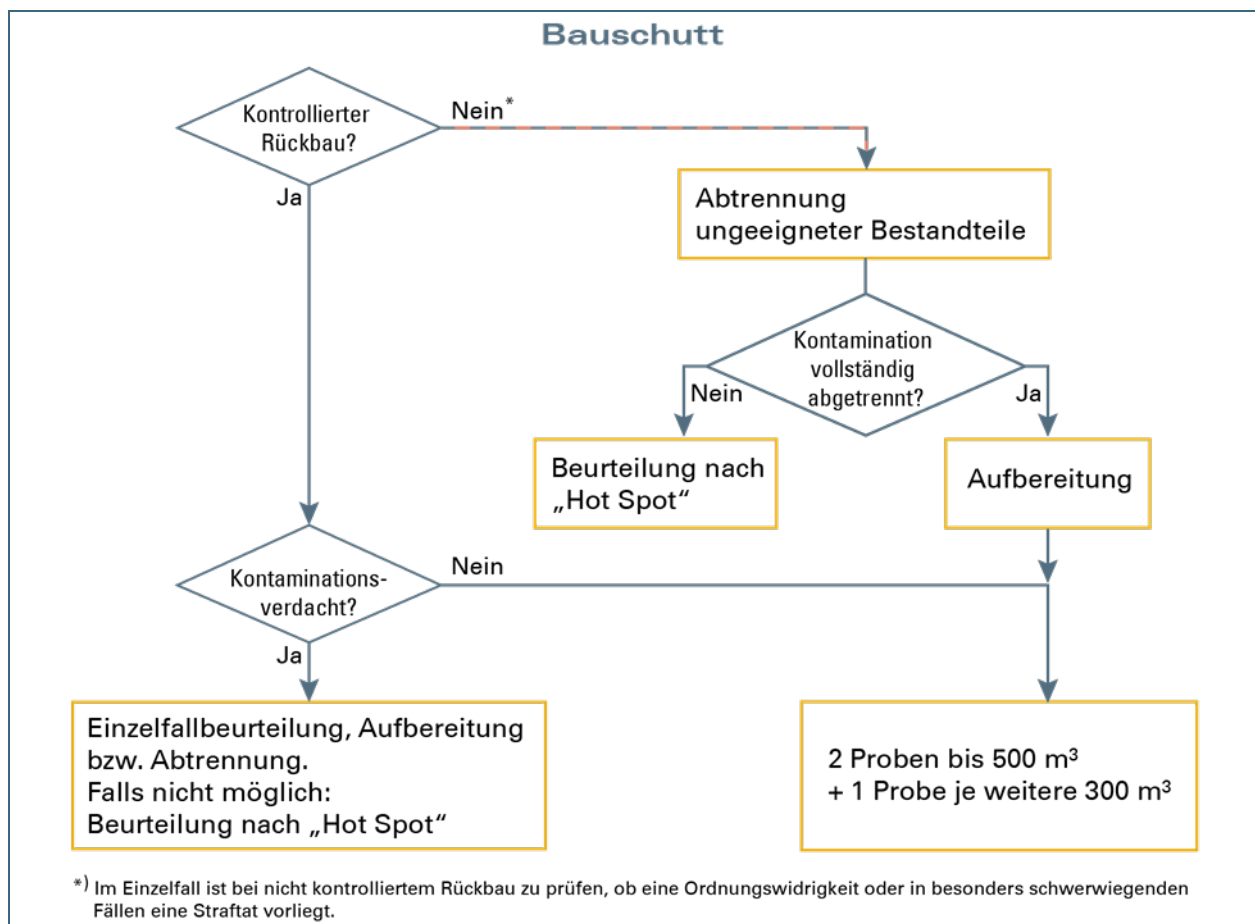 Bauschutt
Kontrollierter
Rückbau?
Nein*
Ja
Abtrennung
ungeeigneter Bestandteile
Kontamination
vollständig
abgetrennt?
Nein
Ja
Beurteilung nach
„Hot Spot“
Aufbereitung
Kontaminations-
verdacht?
Nein
Ja
Einzelfallbeurteilung, Aufbereitung
bzw. Abtrennung.
Falls nicht möglich:
Beurteilung nach „Hot Spot“
2 Proben bis 500 m³
+ 1 Probe je weitere 300 m³
*) Im Einzelfall ist bei nicht kontrolliertem Rückbau zu prüfen, ob eine Ordnungswidrigkeit oder in besonders schwerwiegenden
Fällen eine Straftat vorliegt.